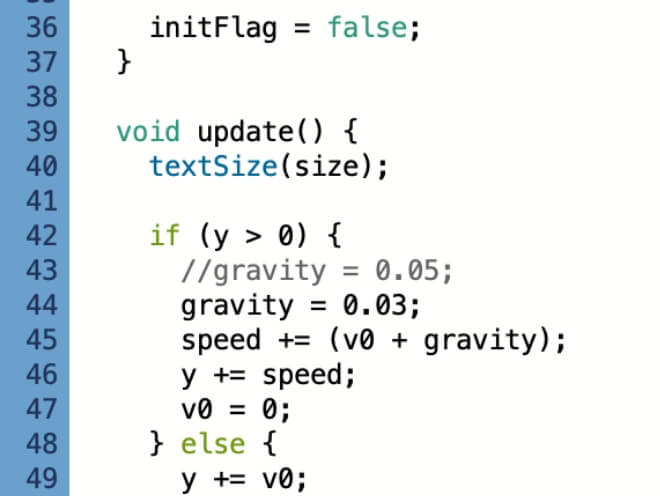 36 initFlag = false;
37 }
38
39 void update() {
40 textSize(size);
41
42 if (y > 0) {
43 //gravity = 0.05;
44 gravity = 0.03;
45 speed += (v0 + gravity);
46 y += speed;
47 v0 = 0;
48 } else {
49 y += v0;